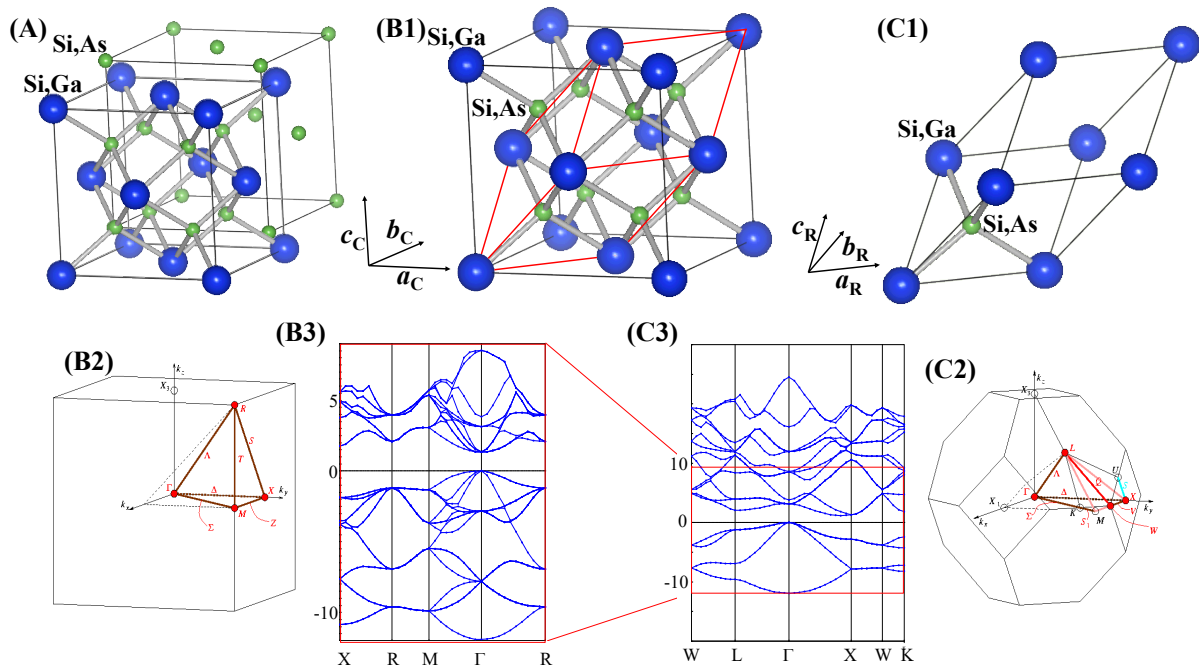 (A)
Si,As
Si,Ga
(B1)
Si,Ga
Si,As
c_C
b_C
a_C
(C1)
Si,Ga
Si,As
c_R
b_R
a_R
(B2)
k_z
X_3
R
Λ
S
T
Γ
Δ
X
k_y
k_x
M
Σ
Z
(B3)
5
0
-10
X R M Γ R
(C3)
10
0
-10
W L Γ X W K
(C2)
k_z
X_3
L
Λ
Q
U
S
Γ
Δ
X
k_y
X_1
k_x
Σ
K
S_1
M
V
W